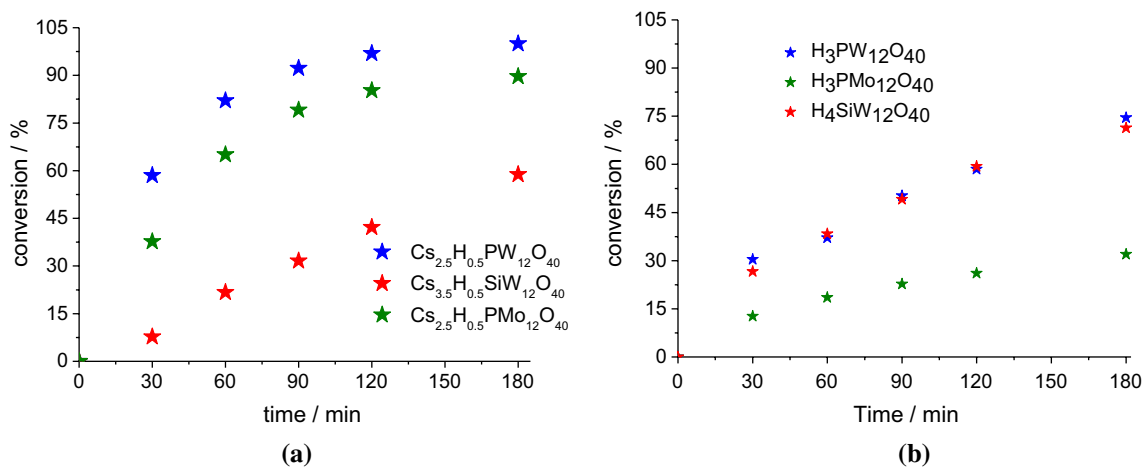 105
90
75
60
45
30
15
0
conversion / %
0 30 60 90 120 150 180
time / min
Cs2.5H0.5PW12O40
Cs3.5H0.5SiW12O40
Cs2.5H0.5PMo12O40
(a)
105
90
75
60
45
30
15
0
conversion / %
H3PW12O40
H3PMo12O40
H4SiW12O40
0 30 60 90 120 150 180
Time / min
(b)